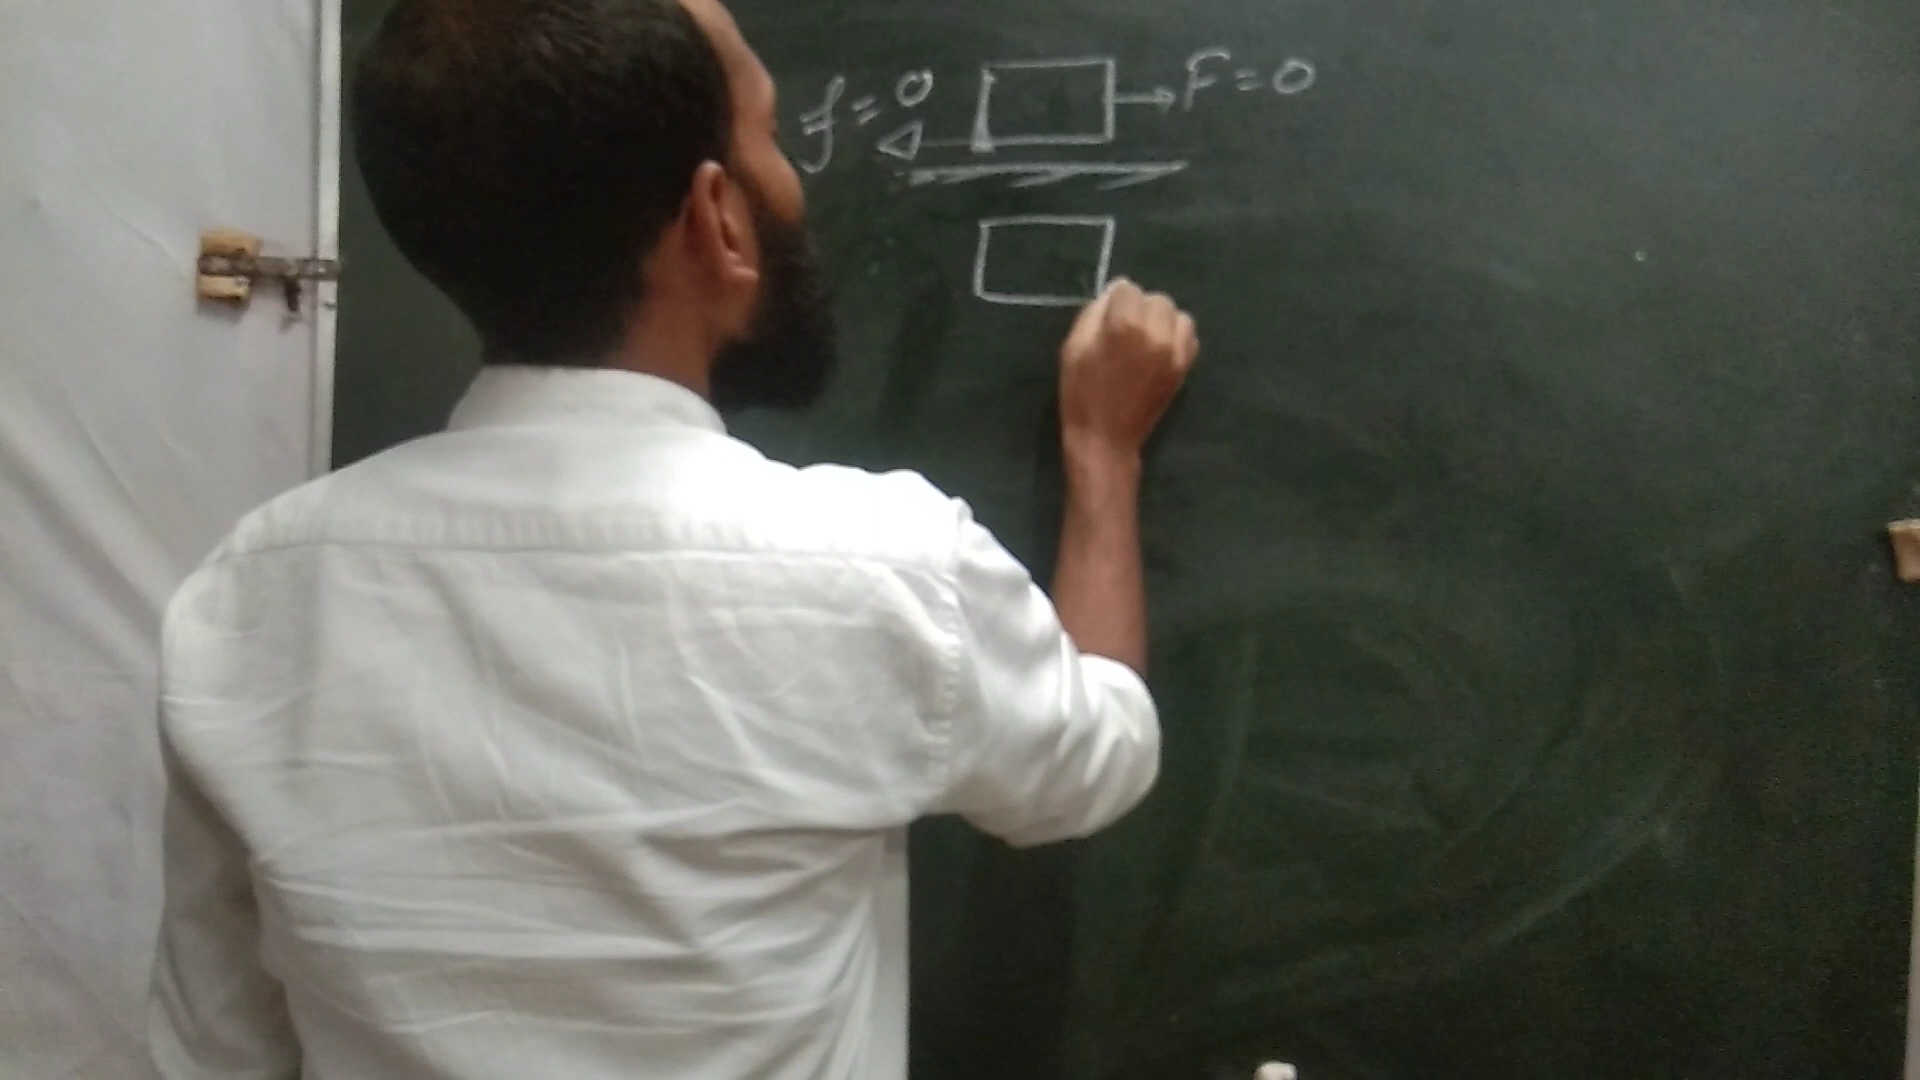 f = 0 F = 0